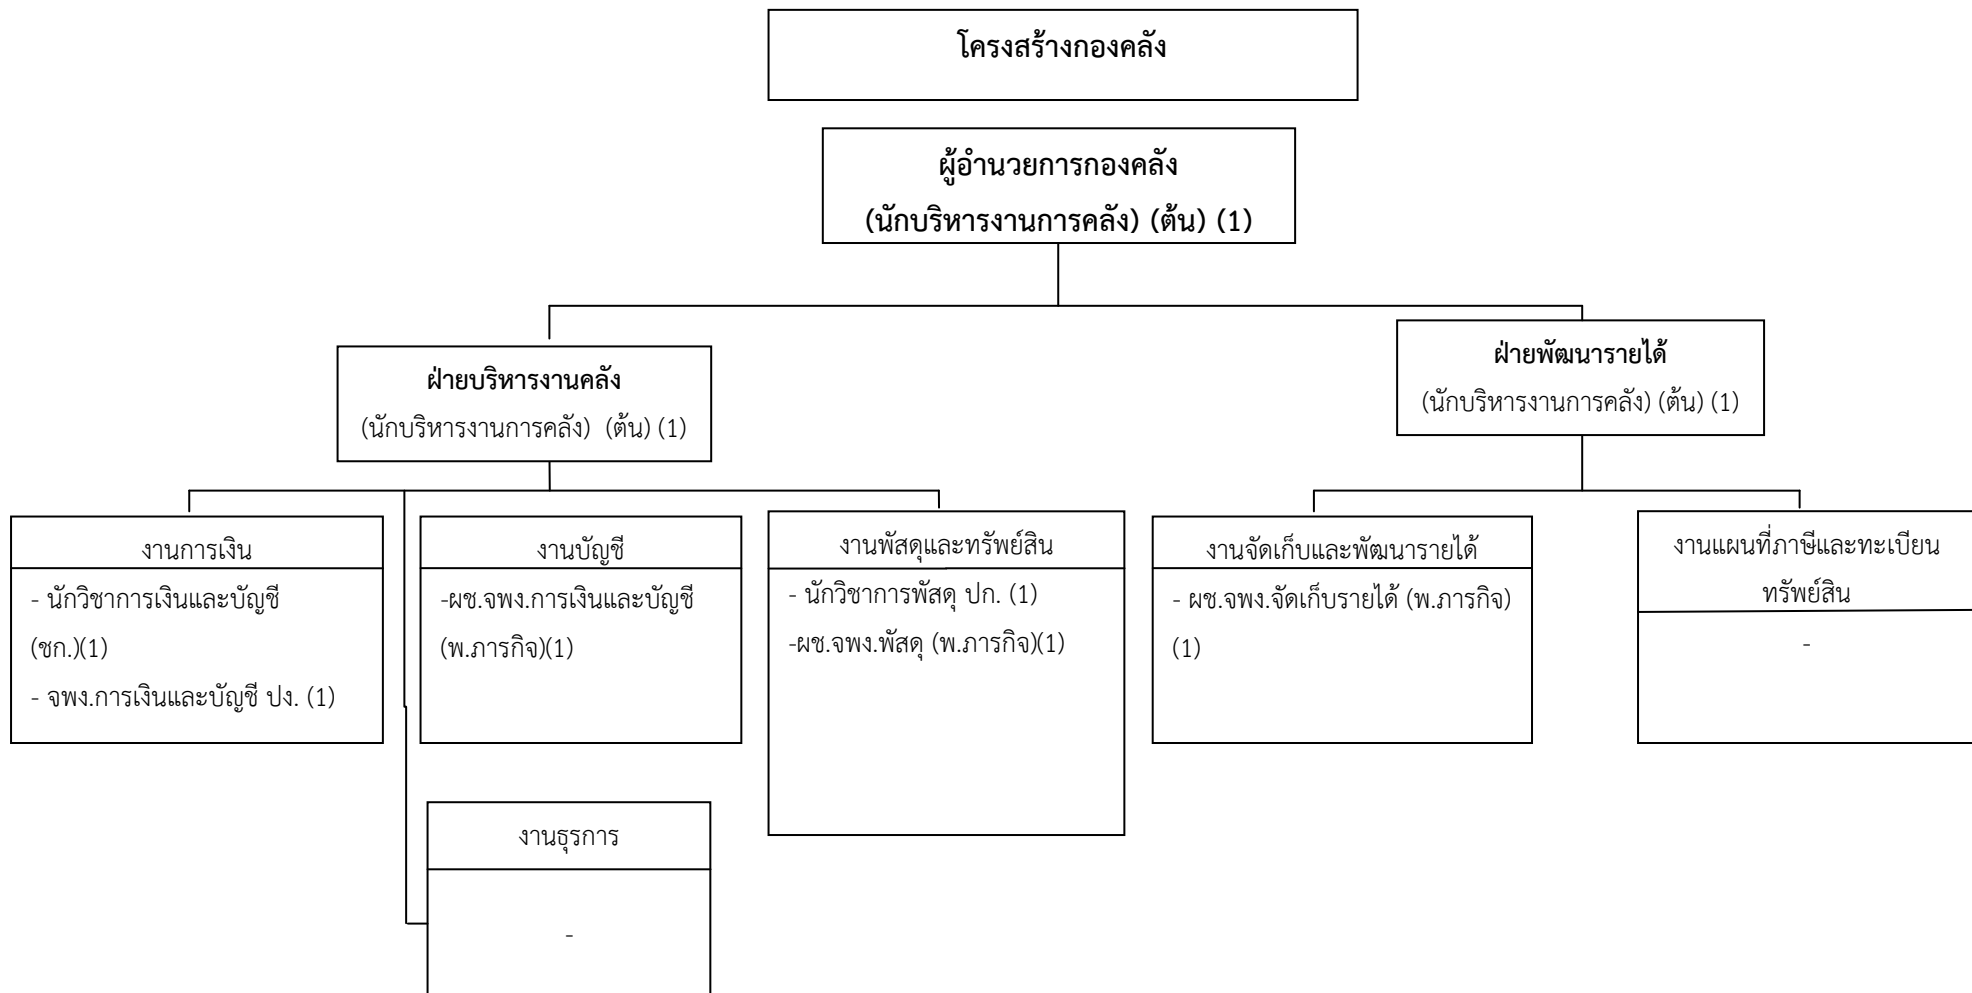 โครงสร้างกองคลัง
ผู้อำนวยการกองคลัง
(นักบริหารงานการคลัง) (ต้น) (1)
ฝ่ายบริหารงานคลัง
(นักบริหารงานการคลัง) (ต้น) (1)
ฝ่ายพัฒนารายได้
(นักบริหารงานการคลัง) (ต้น) (1)
งานการเงิน
- นักวิชาการเงินและบัญชี
(ชก.)(1)
- จพง.การเงินและบัญชี ปง. (1)
งานบัญชี
-ผช.จพง.การเงินและบัญชี
(พ.ภารกิจ)(1)
งานพัสดุและทรัพย์สิน
- นักวิชาการพัสดุ ปก. (1)
-ผช.จพง.พัสดุ (พ.ภารกิจ)(1)
งานจัดเก็บและพัฒนารายได้
- ผช.จพง.จัดเก็บรายได้ (พ.ภารกิจ)
(1)
งานแผนที่ภาษีและทะเบียน
ทรัพย์สิน
-
งานธุรการ
-